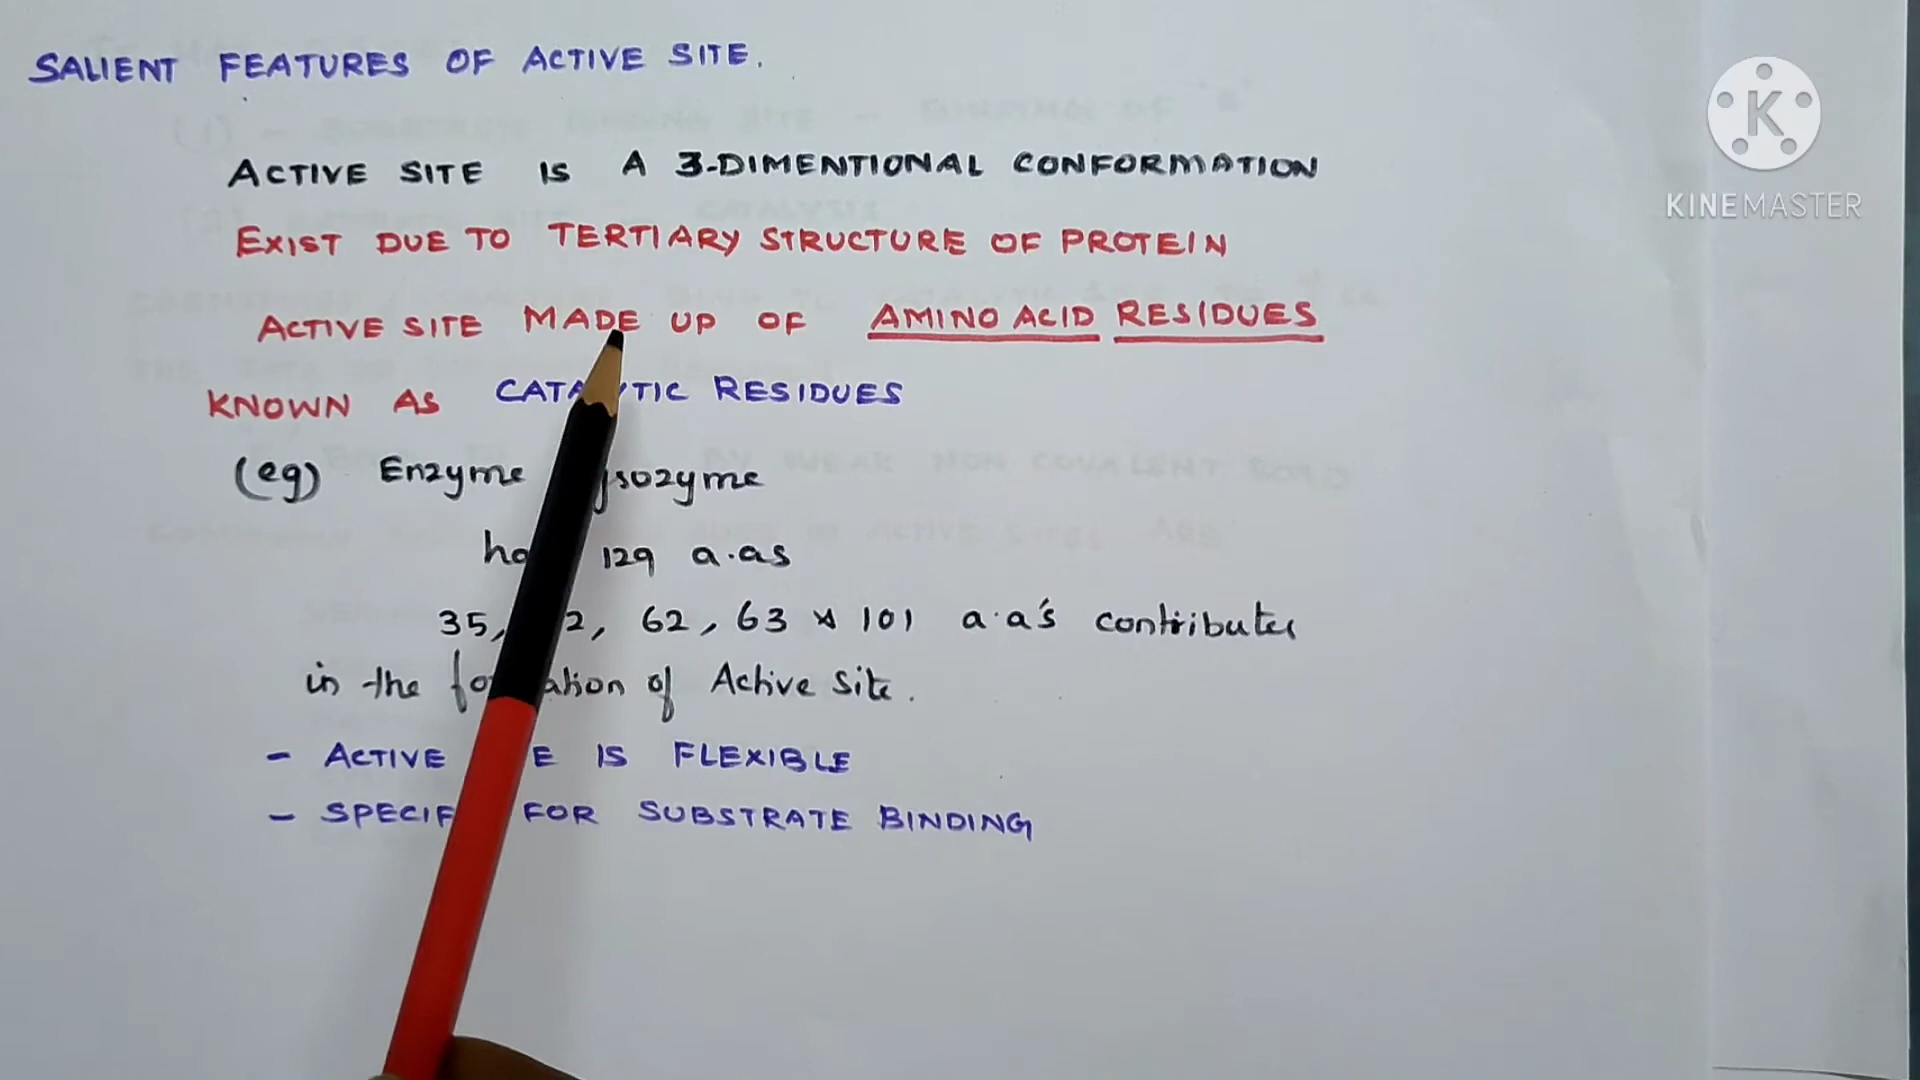 SALIENT FEATURES OF ACTIVE SITE.
ACTIVE SITE IS A 3-DIMENTIONAL CONFORMATION
EXIST DUE TO TERTIARY STRUCTURE OF PROTEIN
ACTIVE SITE MADE UP OF AMINO ACID RESIDUES
KNOWN AS RESIDUES
(eg) Enzyme
129 a.as
35, 62, 63 & 101 a.a's contributes
in the of Active Site.
- ACTIVE IS FLEXIBLE
- FOR SUBSTRATE BINDING
K
KINEMASTER